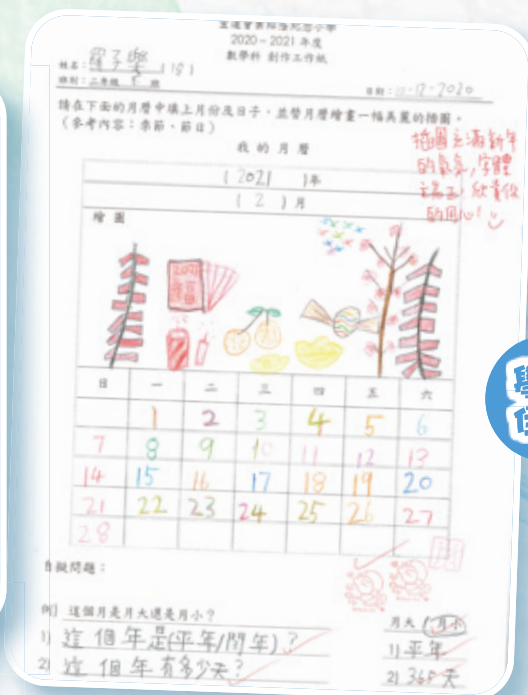 2020-2021 年度
數學科 創作工作紙
姓名：
班別：二年級 班
日期：11-12-2020
請在下面的月曆中填上月份及日子，並替月曆繪畫一幅美麗的插圖。
（參考內容：季節、節日）
我的月曆
( 2021 )年
( 2 )月
繪圖
插圖充滿新年
的氣氛，字體
欣賞你
的用心！
2021
日 一 二 三 四 五 六
1 2 3 4 5 6
7 8 9 10 11 12 13
14 15 16 17 18 19 20
21 22 23 24 25 26 27
28
自擬問題：
例) 這個月是月大還是月小？ 月大 / 月小
1) 這個年是(平年/閏年)？ 1) 平年
2) 這個年有多少天？ 2) 365天